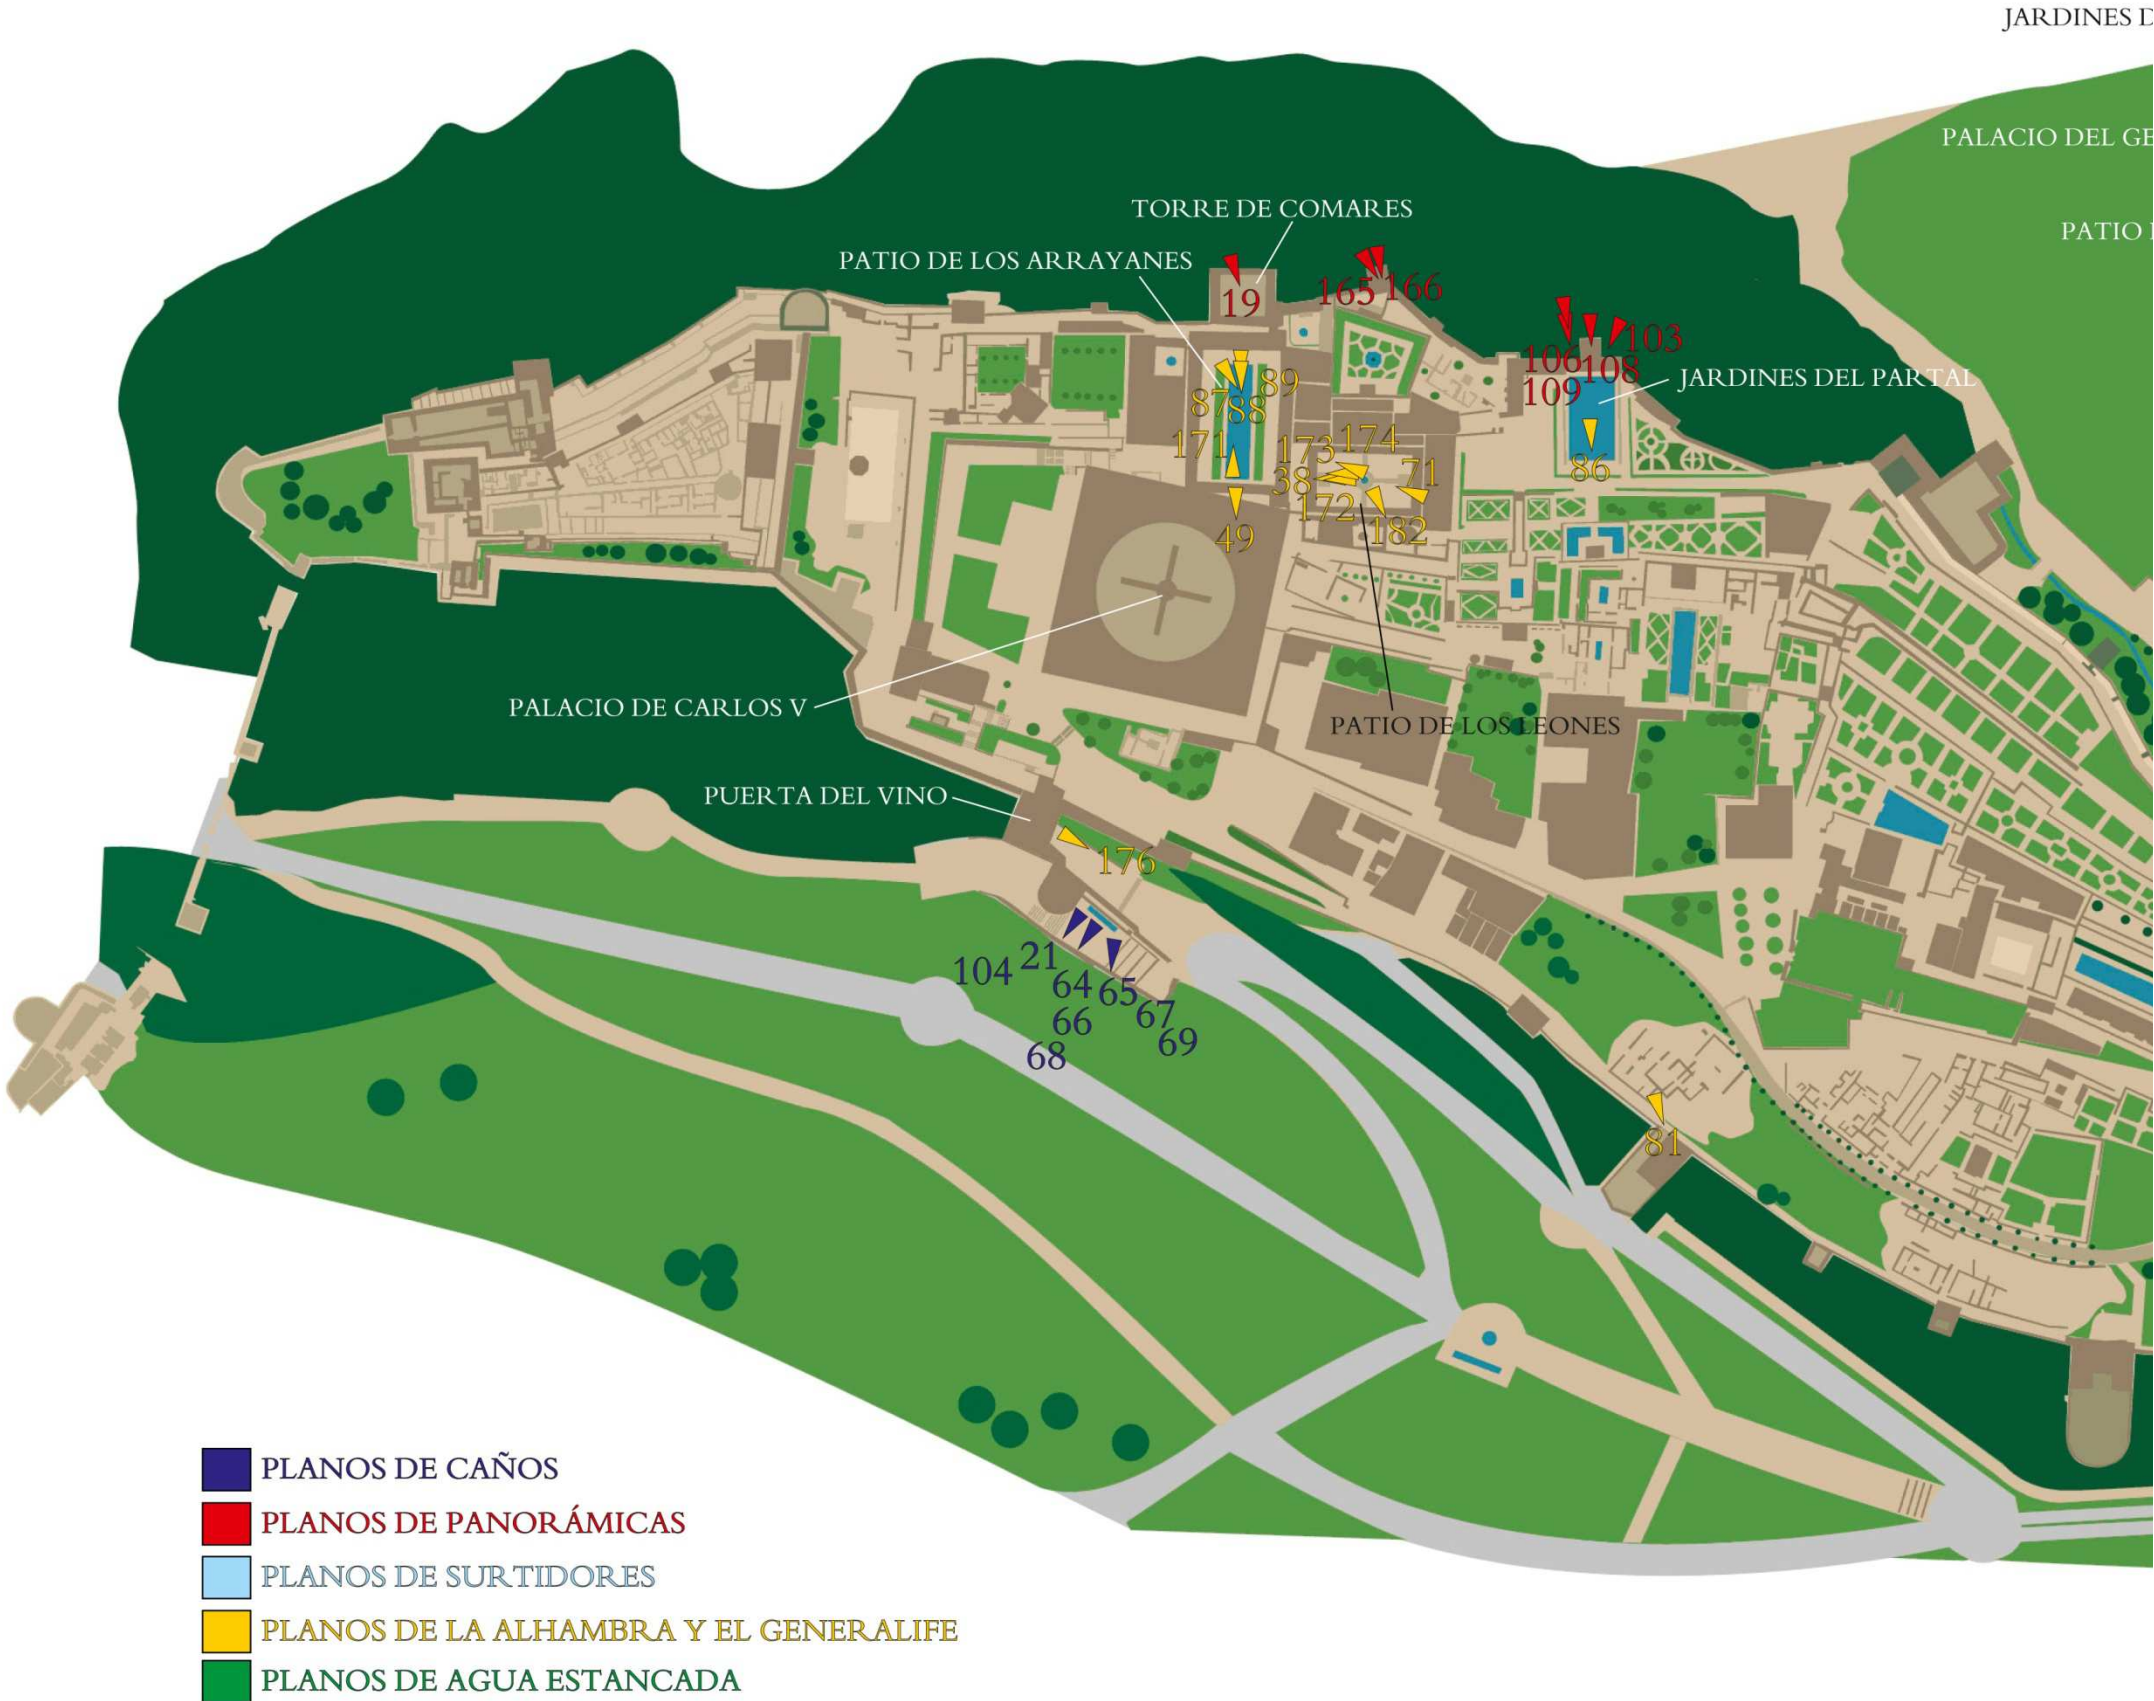 JARDINES D
PALACIO DEL GE
TORRE DE COMARES
PATIO
PATIO DE LOS ARRAYANES
19
165 166
103
106
108
JARDINES DEL PARTAL
109
89
87
88
171
173
174
86
38
71
172
182
49
PALACIO DE CARLOS V
PATIO DE LOS LEONES
PUERTA DEL VINO
176
104
21
64
65
66
67
68
69
81
PLANOS DE CAÑOS
PLANOS DE PANORÁMICAS
PLANOS DE SURTIDORES
PLANOS DE LA ALHAMBRA Y EL GENERALIFE
PLANOS DE AGUA ESTANCADA